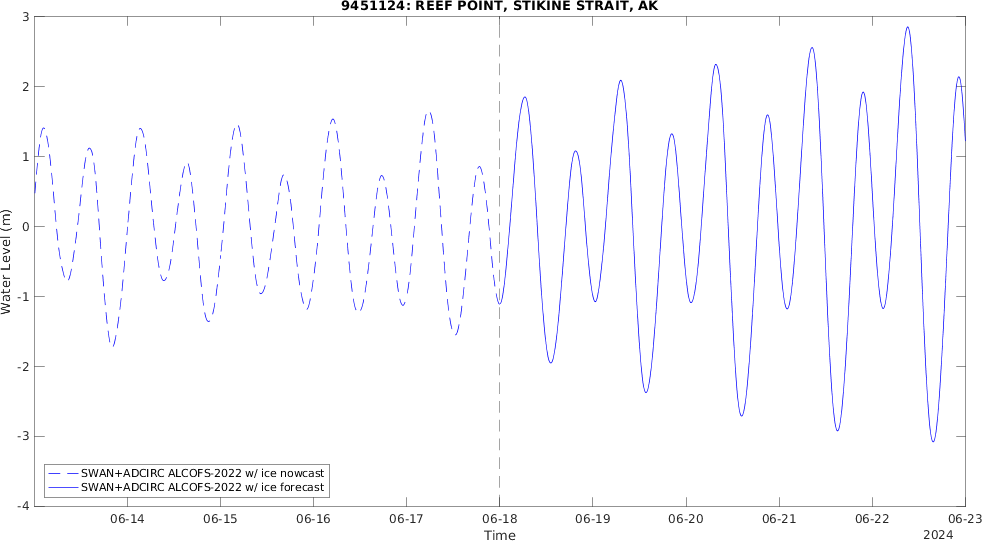 9451124: REEF POINT, STIKINE STRAIT, AK
3
2
1
0
-1
-2
-3
-4
Water Level (m)
SWAN+ADCIRC ALCOFS-2022 w/ ice nowcast
SWAN+ADCIRC ALCOFS-2022 w/ ice forecast
06-14 06-15 06-16 06-17 06-18 06-19 06-20 06-21 06-22 06-23
Time
2024